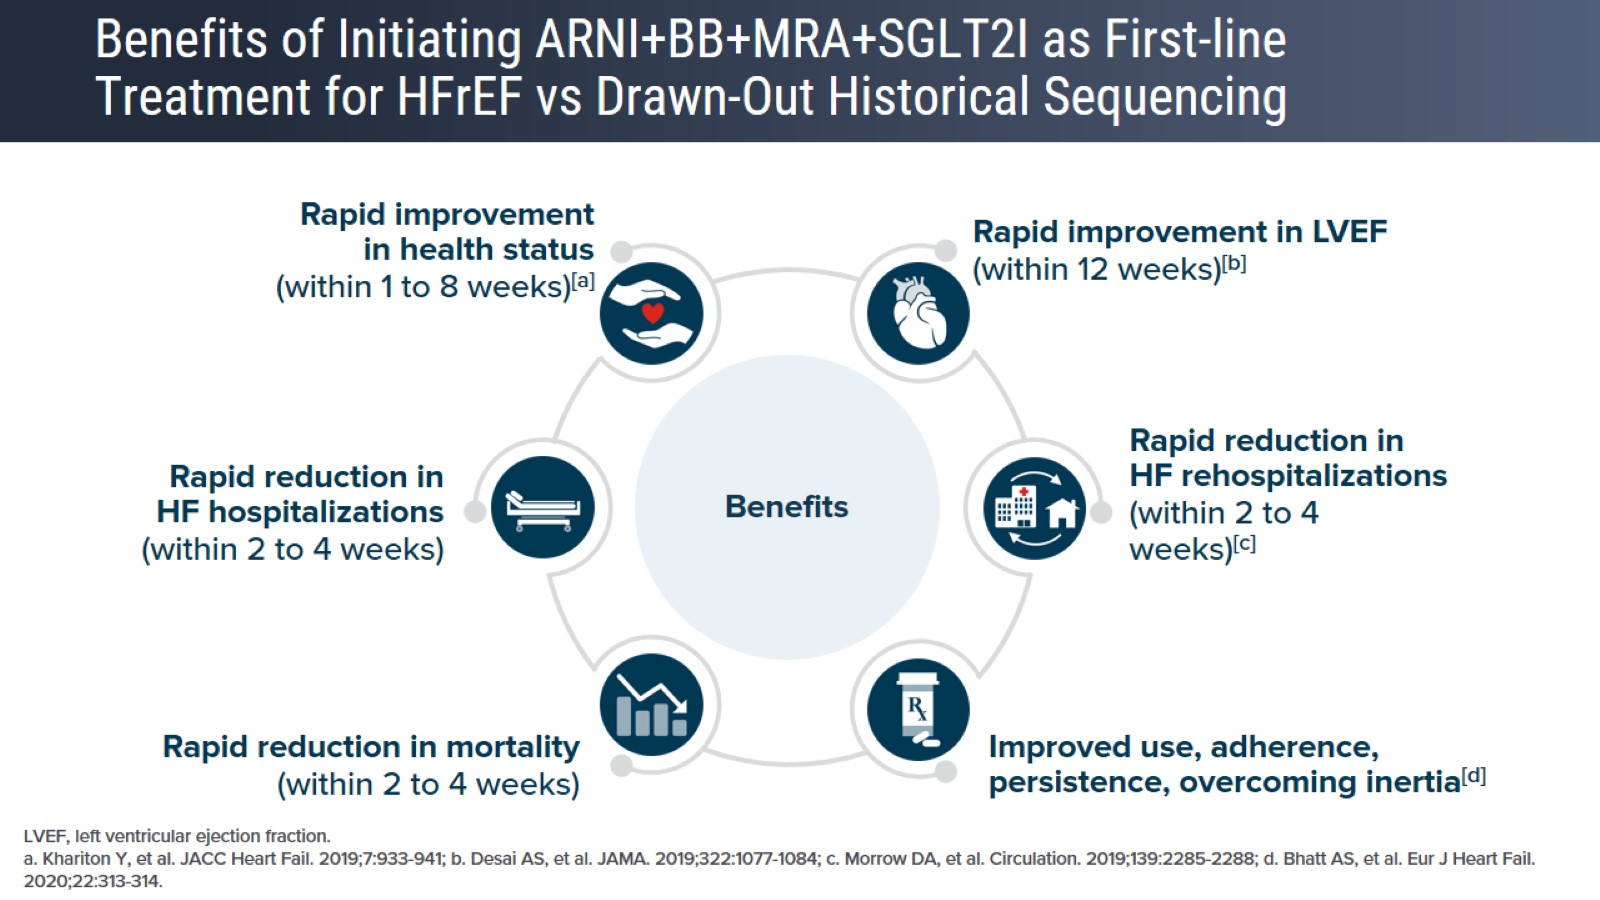 Benefits of Initiating ARNI+BB+MRA+SGLT2I as First-line
Treatment for HFrEF vs Drawn-Out Historical Sequencing
Rapid improvement
in health status
(within 1 to 8 weeks)[a]
Rapid improvement in LVEF
(within 12 weeks)[b]
Rapid reduction in
HF hospitalizations
(within 2 to 4 weeks)
Benefits
Rapid reduction in
HF rehospitalizations
(within 2 to 4
weeks)[c]
Rapid reduction in mortality
(within 2 to 4 weeks)
Rx
Improved use, adherence,
persistence, overcoming inertia[d]
LVEF, left ventricular ejection fraction.
a. Khariton Y, et al. JACC Heart Fail. 2019;7:933-941; b. Desai AS, et al. JAMA. 2019;322:1077-1084; c. Morrow DA, et al. Circulation. 2019;139:2285-2288; d. Bhatt AS, et al. Eur J Heart Fail.
2020;22:313-314.